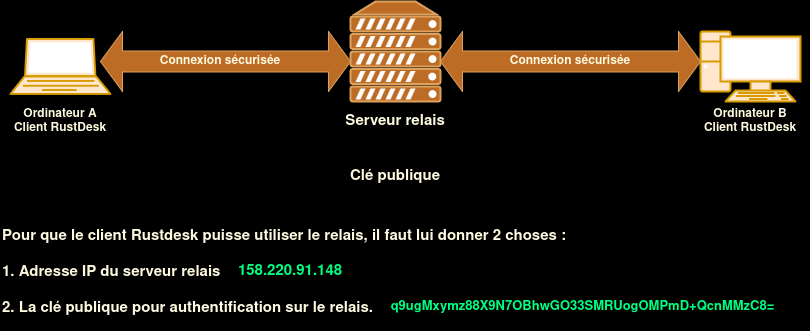 Connexion sécurisée
Connexion sécurisée
Ordinateur A
Client RustDesk
Serveur relais
Ordinateur B
Client RustDesk
Clé publique
Pour que le client Rustdesk puisse utiliser le relais, il faut lui donner 2 choses :
1. Adresse IP du serveur relais 158.220.91.148
2. La clé publique pour authentification sur le relais. q9ugMxymz88X9N7OBhwGO33SMRUogOMPmD+QcnMMzC8=